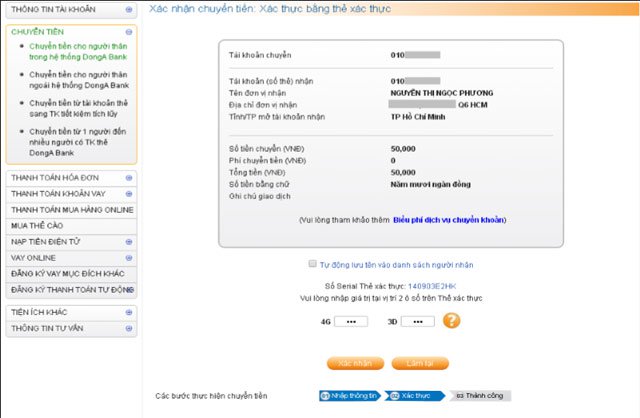 THÔNG TIN TÀI KHOẢN
CHUYỂN TIỀN
Chuyển tiền cho người thân
trong hệ thống DongA Bank
Chuyển tiền cho người thân
ngoài hệ thống DongA Bank
Chuyển tiền từ tài khoản thẻ
sang TK tiết kiệm tích lũy
Chuyển tiền từ 1 người đến
nhiều người có TK thẻ
DongA Bank
THANH TOÁN HÓA ĐƠN
THANH TOÁN KHOẢN VAY
THANH TOÁN MUA HÀNG ONLINE
MUA THẺ CÀO
NẠP TIỀN ĐIỆN TỬ
VAY ONLINE
ĐĂNG KÝ VAY MỤC ĐÍCH KHÁC
ĐĂNG KÝ THANH TOÁN TỰ ĐỘNG
TIỆN ÍCH KHÁC
THÔNG TIN TƯ VẤN
Xác nhận chuyển tiền: Xác thực bằng thẻ xác thực
Tài khoản chuyển 010
Tài khoản (số thẻ) nhận 010
Tên đơn vị nhận NGUYỄN THỊ NGỌC PHƯƠNG
Địa chỉ đơn vị nhận Q6 HCM
Tỉnh/TP mở tài khoản nhận TP Hồ Chí Minh
Số tiền chuyển (VNĐ) 50,000
Phí chuyển tiền (VNĐ) 0
Tổng tiền (VNĐ) 50,000
Số tiền bằng chữ Năm mươi ngàn đồng
Ghi chú giao dịch
(Vui lòng tham khảo thêm Biểu phí dịch vụ chuyển khoản)
Tự động lưu tên vào danh sách người nhận
Số Serial Thẻ xác thực: 140903E2HK
Vui lòng nhập giá trị tại vị trí 2 ô số trên Thẻ xác thực
4G ••• 3D ••• ?
Xác nhận Làm lại
Các bước thực hiện chuyển tiền 01 Nhập thông tin 02 Xác thực 03 Thành công